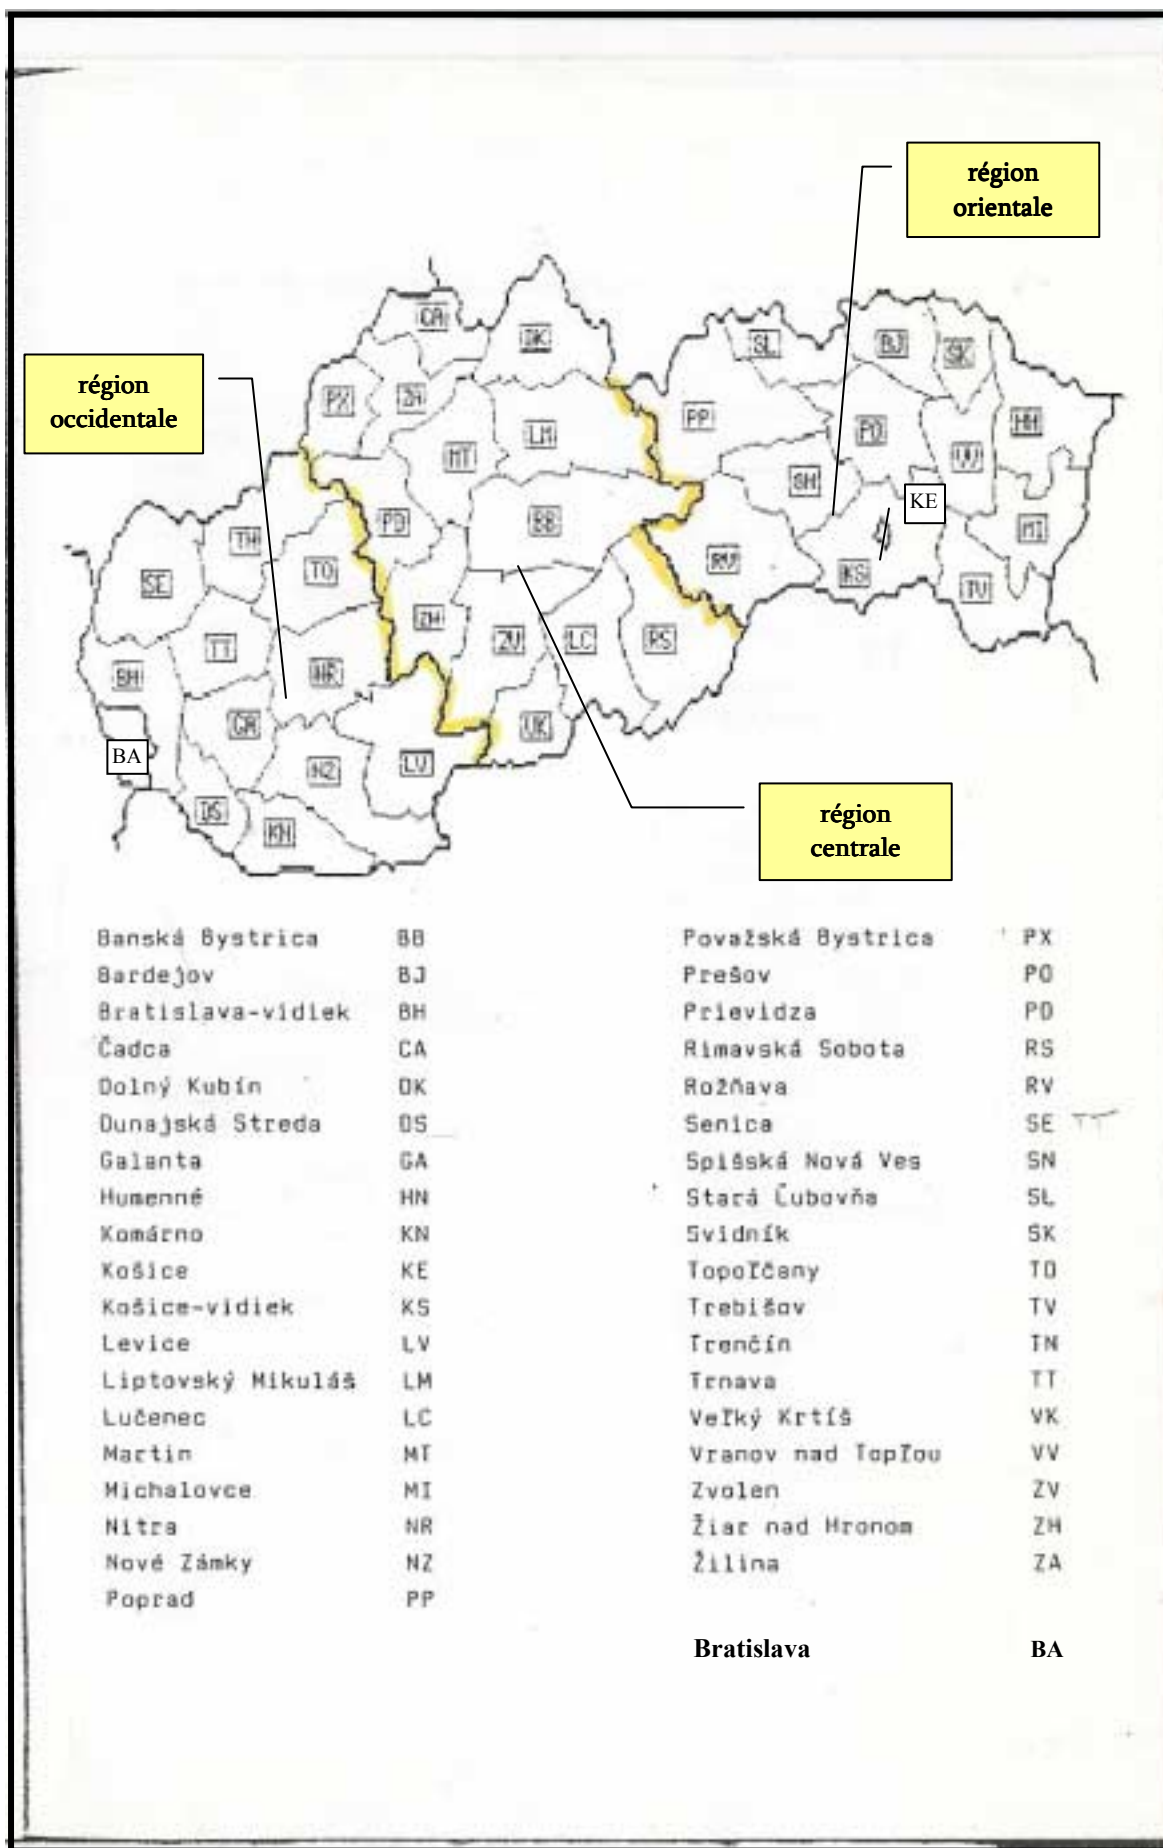 région
orientale
région
occidentale
CA
DK
SL
BJ
SK
PX
ZA
LM
PP
PO
HN
MT
VV
SN
KE
PD
BB
TN
MI
TO
RV
KS
SE
TV
ZH
ZV
LC
RS
TT
NR
BH
GA
VK
BA
LV
NZ
DS
KN
région
centrale
Banská Bystrica BB
Bardejov BJ
Bratislava-vidiek BH
Čadca CA
Dolný Kubín DK
Dunajská Streda DS
Galanta GA
Humenné HN
Komárno KN
Košice KE
Košice-vidiek KS
Levice LV
Liptovský Mikuláš LM
Lučenec LC
Martin MT
Michalovce MI
Nitra NR
Nové Zámky NZ
Poprad PP
Považská Bystrica PX
Prešov PO
Prievidza PD
Rimavská Sobota RS
Rožňava RV
Senica SE TT
Spišská Nová Ves SN
Stará Ľubovňa SL
Svidník SK
Topoľčany TO
Trebišov TV
Trenčín TN
Trnava TT
Veľký Krtíš VK
Vranov nad Topľou VV
Zvolen ZV
Žiar nad Hronom ZH
Žilina ZA
Bratislava BA